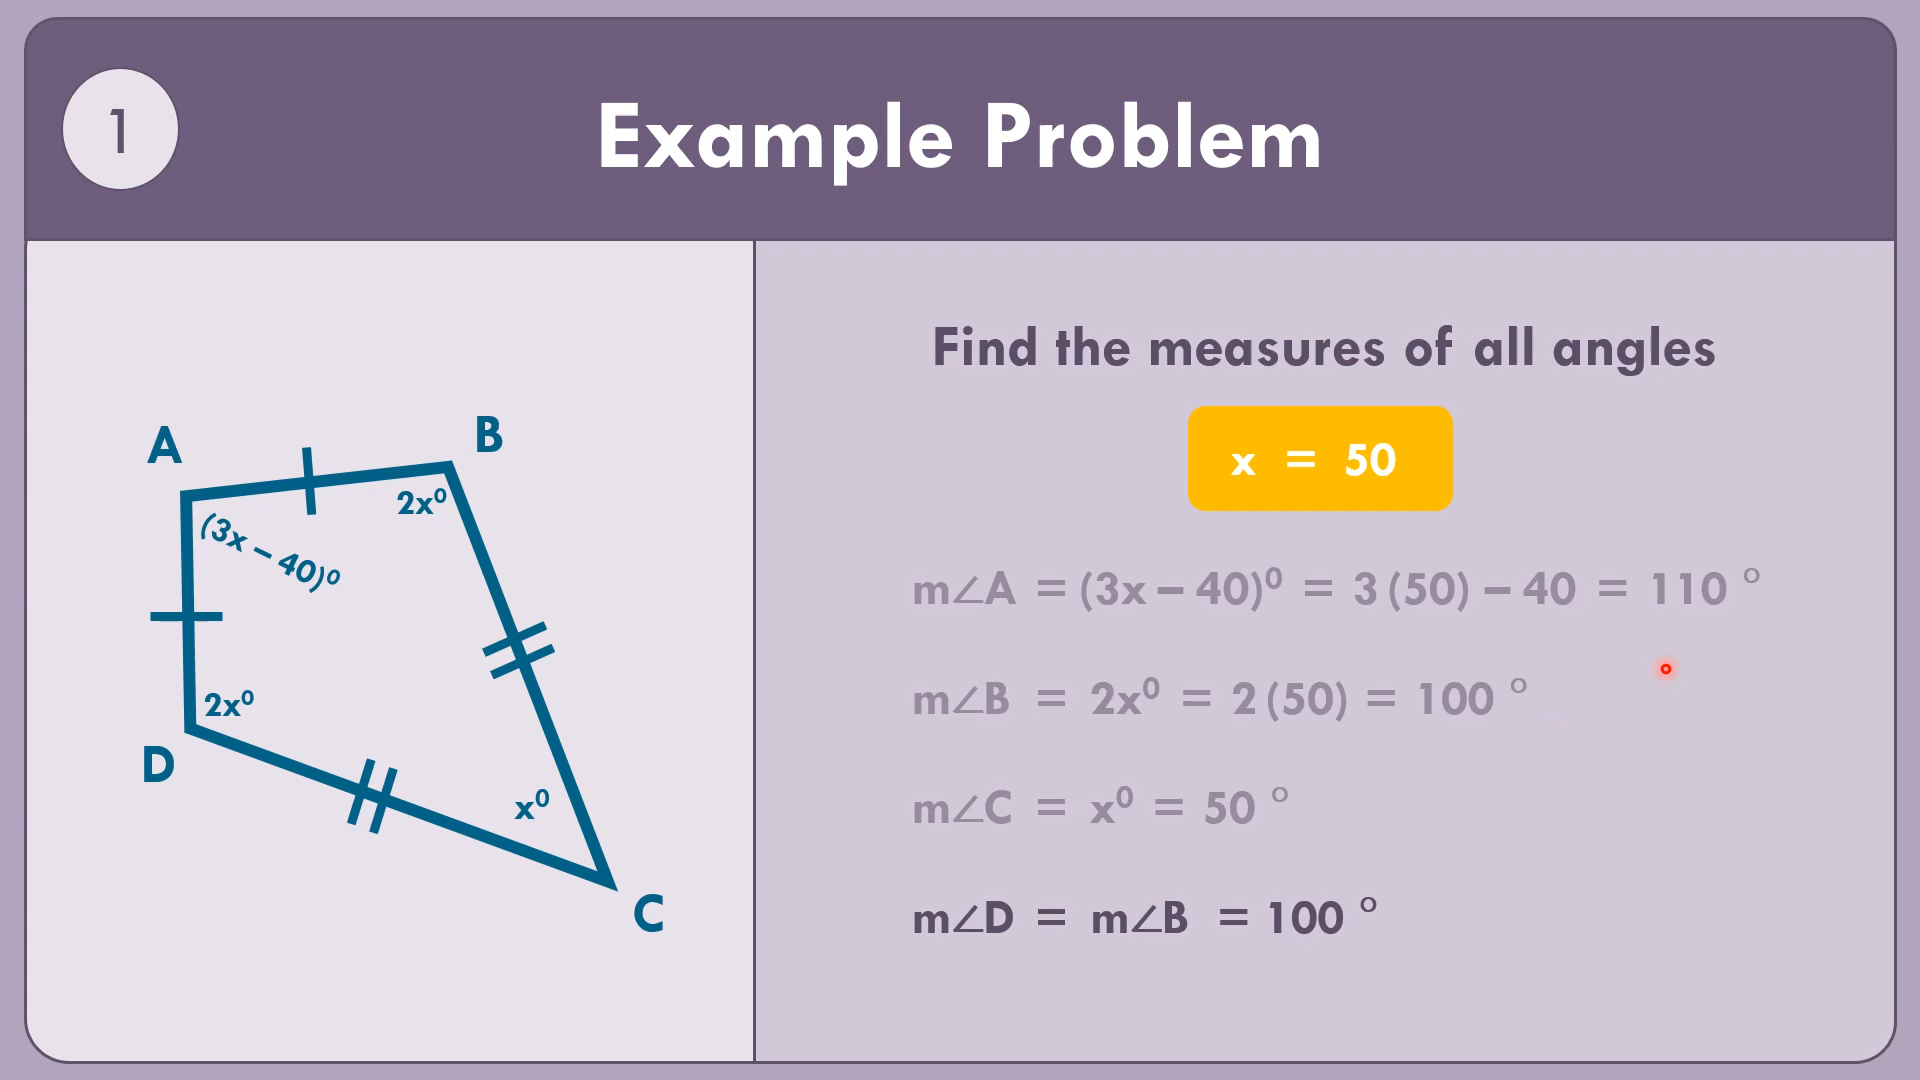 1
Example Problem
Find the measures of all angles
x = 50
A
B
2x⁰
(3x – 40)⁰
2x⁰
D
x⁰
C
m∠A = (3x – 40)⁰ = 3 (50) – 40 = 110 °
m∠B = 2x⁰ = 2 (50) = 100 °
m∠C = x⁰ = 50 °
m∠D = m∠B = 100 °